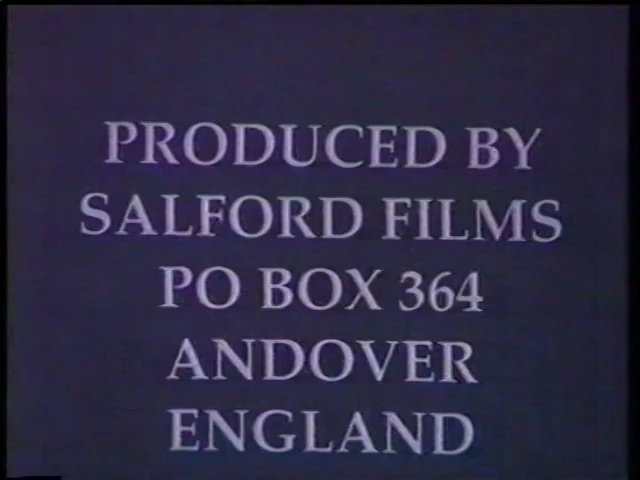 PRODUCED BY
SALFORD FILMS
PO BOX 364
ANDOVER
ENGLAND